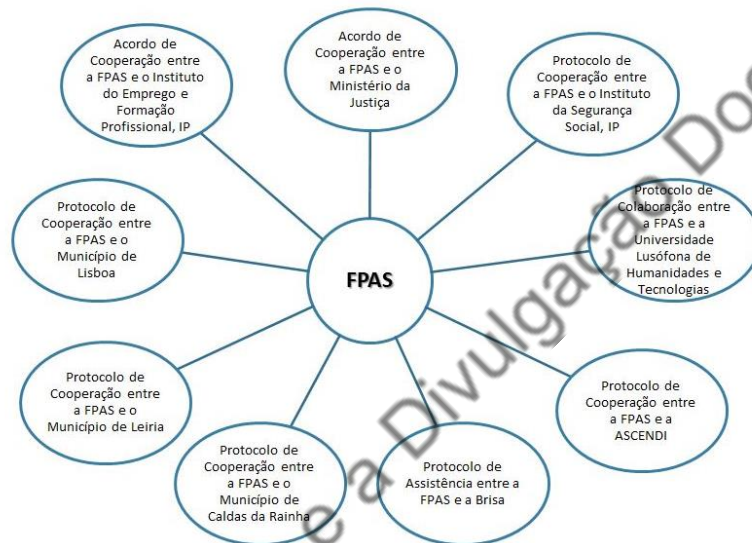 Acordo de
Cooperação entre
a FPAS e o Instituto
do Emprego e
Formação
Profissional, IP
Acordo de
Cooperação entre
a FPAS e o
Ministério da
Justiça
Protocolo de
Cooperação entre
a FPAS e o Instituto
da Segurança
Social, IP
Protocolo de
Cooperação entre
a FPAS e o
Município de
Lisboa
FPAS
Protocolo de
Colaboração entre
a FPAS e a
Universidade
Lusófona de
Humanidades e
Tecnologias
Protocolo de
Cooperação entre
a FPAS e o
Município de Leiria
Protocolo de
Cooperação entre
a FPAS e a
ASCENDI
Protocolo de
Cooperação entre
a FPAS e o
Município de
Caldas da Rainha
Protocolo de
Assistência entre a
FPAS e a Brisa
e a Divulgação